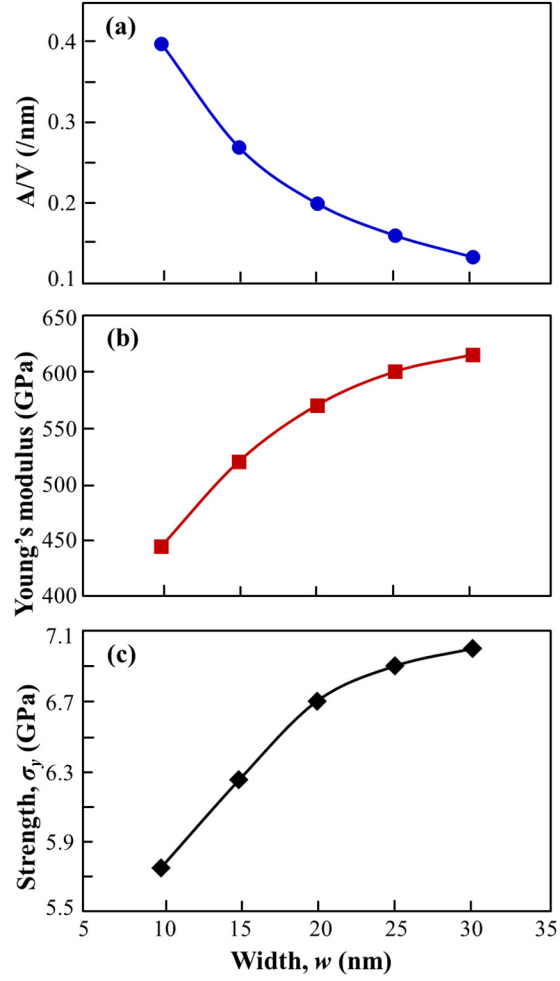 (a)
A/V (/nm)
0.4
0.3
0.2
0.1
(b)
Young's modulus (GPa)
650
600
550
500
450
400
(c)
Strength, σy (GPa)
7.1
6.7
6.3
5.9
5.5
5 10 15 20 25 30 35
Width, w (nm)